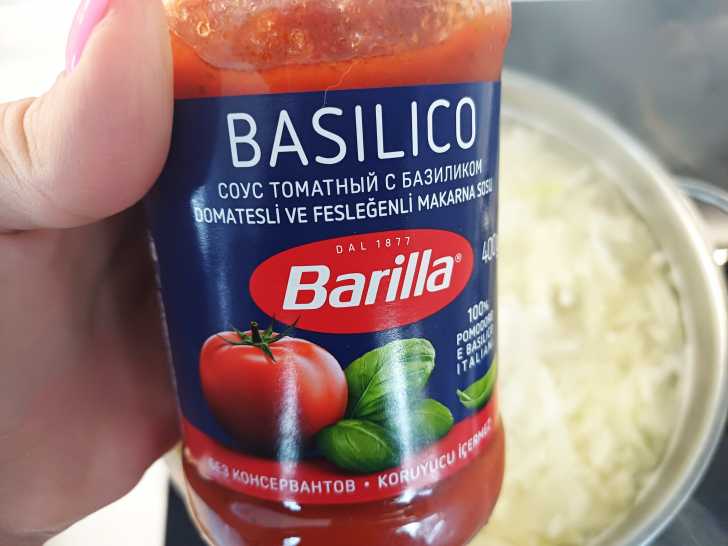 BASILICO
СОУС ТОМАТНЫЙ С БАЗИЛИКОМ
DOMATESLİ VE FESLEĞENLİ MAKARNA SOSU
DAL 1877
Barilla®
400
100%
POMODORO
E BASILICO
ITALIANI
БЕЗ КОНСЕРВАНТОВ • KORUYUCU İÇERMEZ